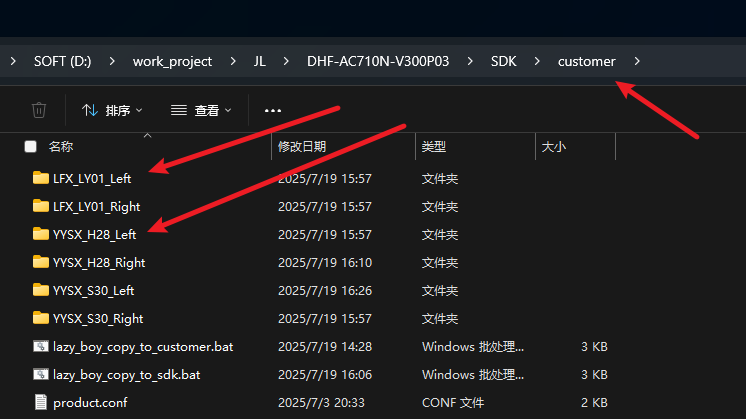 SOFT (D:) > work_project > JL > DHF-AC710N-V300P03 > SDK > customer >
排序 查看 •••
名称 修改日期 类型 大小
LFX_LY01_Left 2025/7/19 15:57 文件夹
LFX_LY01_Right 2025/7/19 15:57 文件夹
YYSX_H28_Left 2025/7/19 15:57 文件夹
YYSX_H28_Right 2025/7/19 16:10 文件夹
YYSX_S30_Left 2025/7/19 16:26 文件夹
YYSX_S30_Right 2025/7/19 15:57 文件夹
lazy_boy_copy_to_customer.bat 2025/7/19 14:28 Windows 批处理... 3 KB
lazy_boy_copy_to_sdk.bat 2025/7/19 16:06 Windows 批处理... 3 KB
product.conf 2025/7/3 20:33 CONF 文件 2 KB